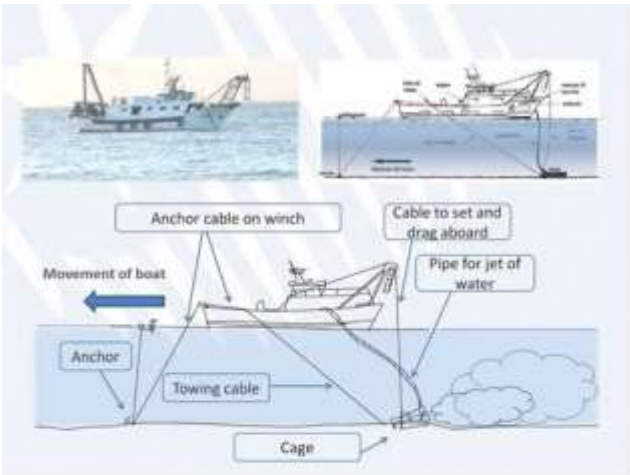 Anchor cable on winch
Cable to set and
drag aboard
Movement of boat
Pipe for jet of
water
Anchor
Towing cable
Cage